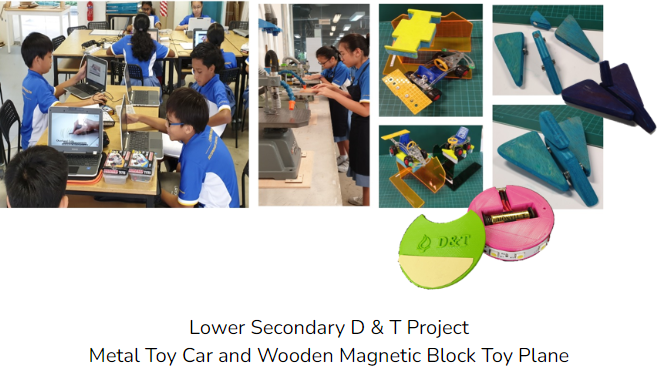 D&T
Lower Secondary D & T Project
Metal Toy Car and Wooden Magnetic Block Toy Plane